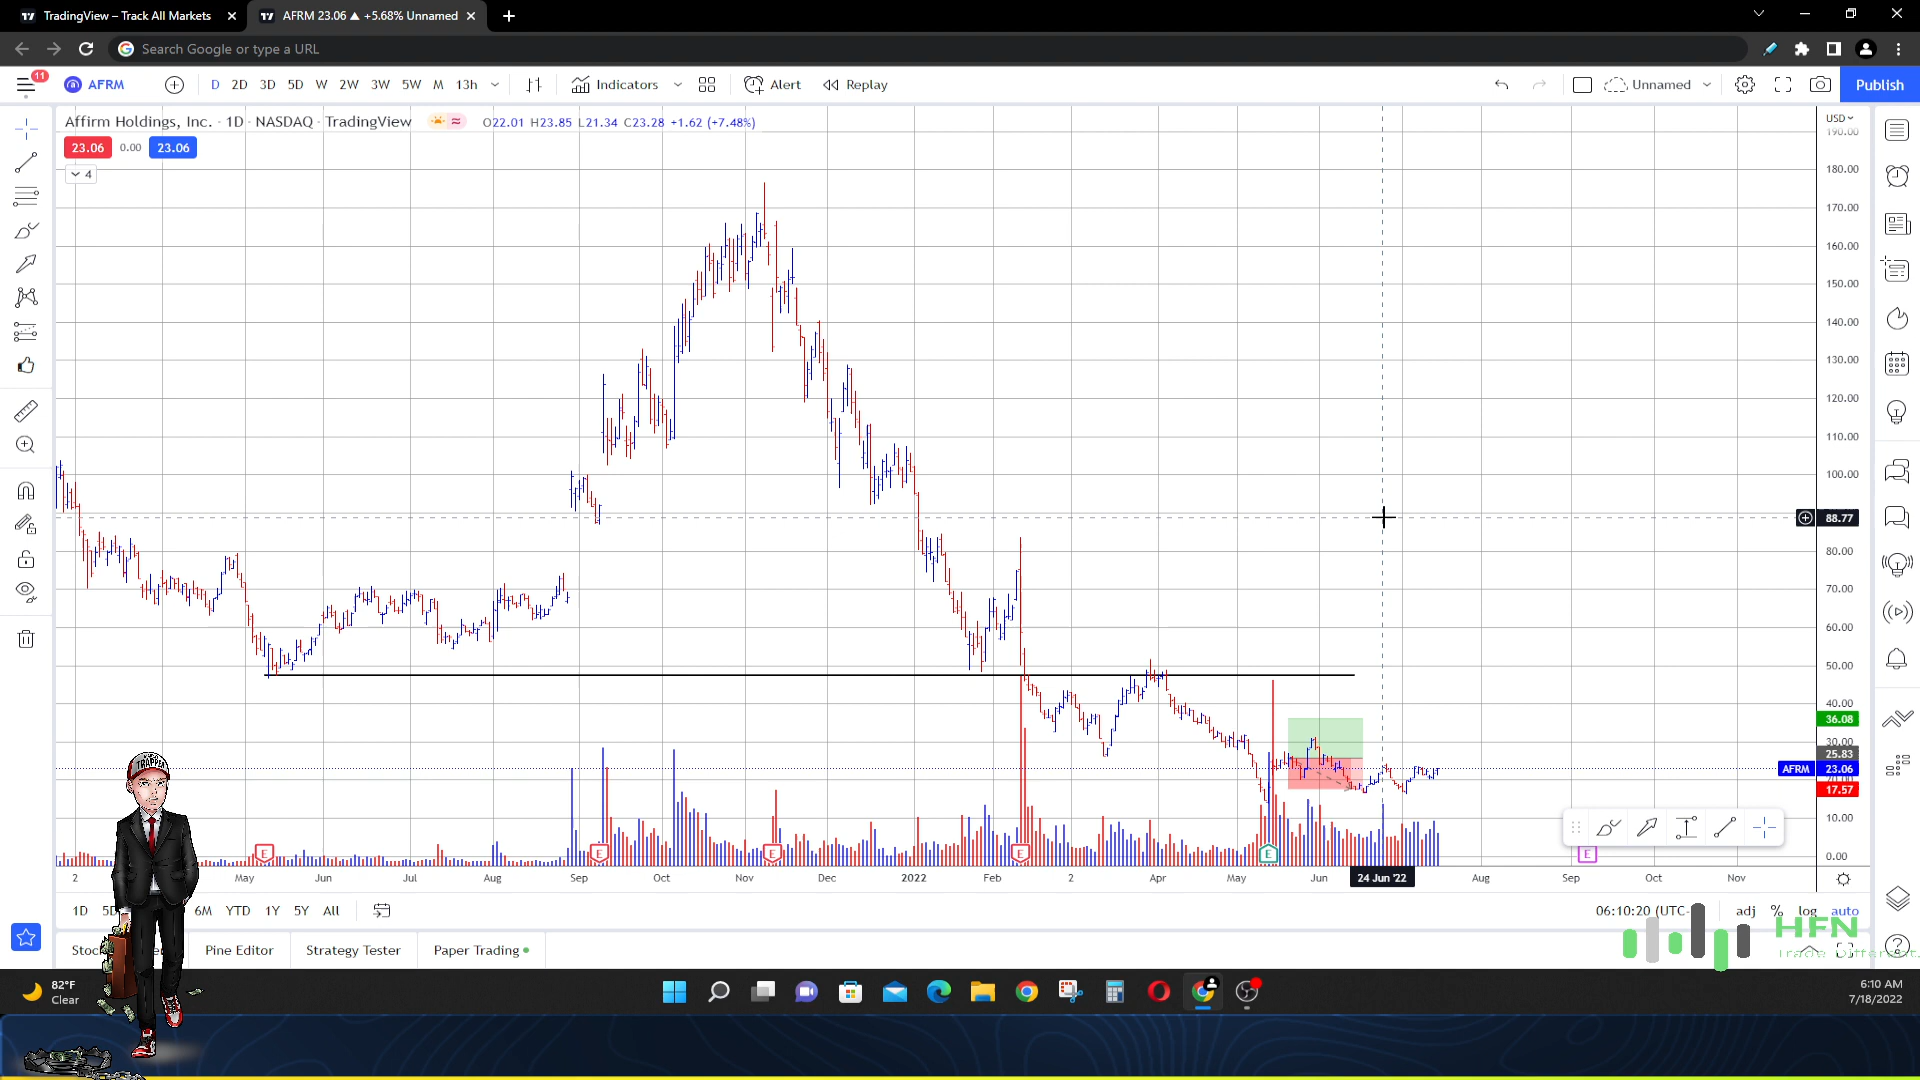 TradingView – Track All Markets
AFRM 23.06 ▲ +5.68% Unnamed
Search Google or type a URL
11
AFRM
D 2D 3D 5D W 2W 3W 5W M 13h
Indicators
Alert
Replay
Unnamed
Publish
Affirm Holdings, Inc. · 1D · NASDAQ · TradingView
O22.01 H23.85 L21.34 C23.28 +1.62 (+7.48%)
USD
23.06 0.00 23.06
4
190.00
180.00
170.00
160.00
150.00
140.00
130.00
120.00
110.00
100.00
88.77
80.00
70.00
60.00
50.00
40.00
36.08
30.00
25.83
AFRM 23.06
17.57
10.00
0.00
TRAPPER
E E E E E E
2 May Jun Jul Aug Sep Oct Nov Dec 2022 Feb 2 Apr May Jun 24 Jun '22 Aug Sep Oct Nov
1D 5D 6M YTD 1Y 5Y All
06:10:20 (UTC-
adj % log auto
Pine Editor
Strategy Tester
Paper Trading
HFN
Trade Different.
82°F
Clear
6:10 AM
7/18/2022